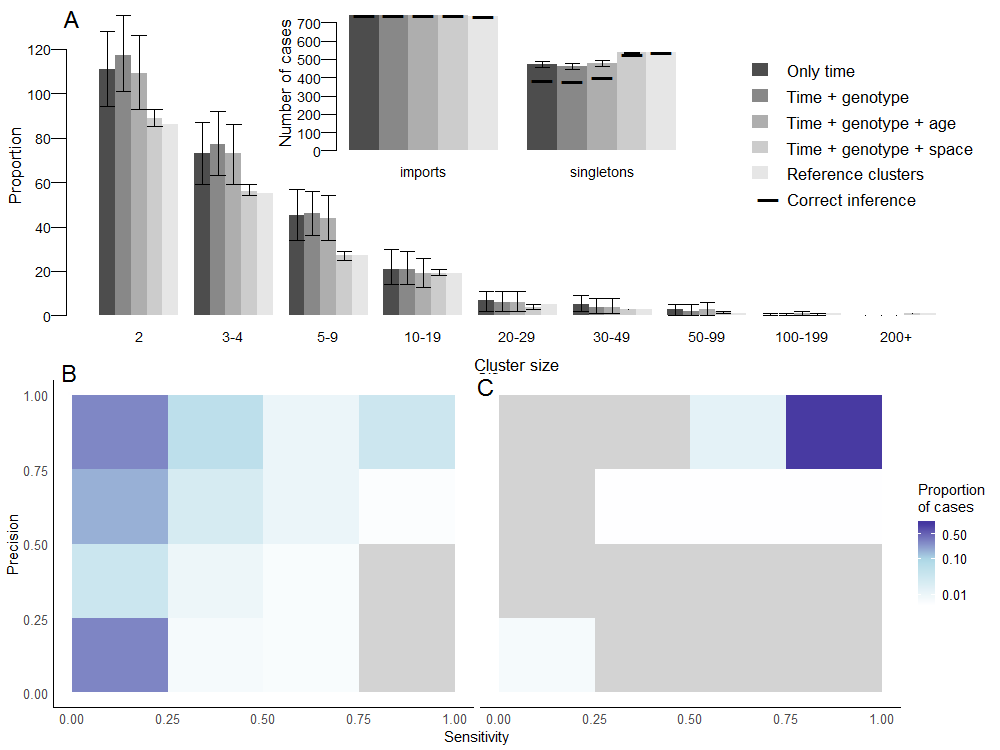 A
Proportion
120
100
80
60
40
20
0
2
3-4
5-9
10-19
20-29
30-49
50-99
100-199
200+
Cluster size
Number of cases
700
600
500
400
300
200
100
0
imports
singletons
Only time
Time + genotype
Time + genotype + age
Time + genotype + space
Reference clusters
Correct inference
B
C
Precision
1.00
0.75
0.50
0.25
0.00
0.00
0.25
0.50
0.75
1.00
0.00
0.25
0.50
0.75
1.00
Sensitivity
Proportion
of cases
0.50
0.10
0.01